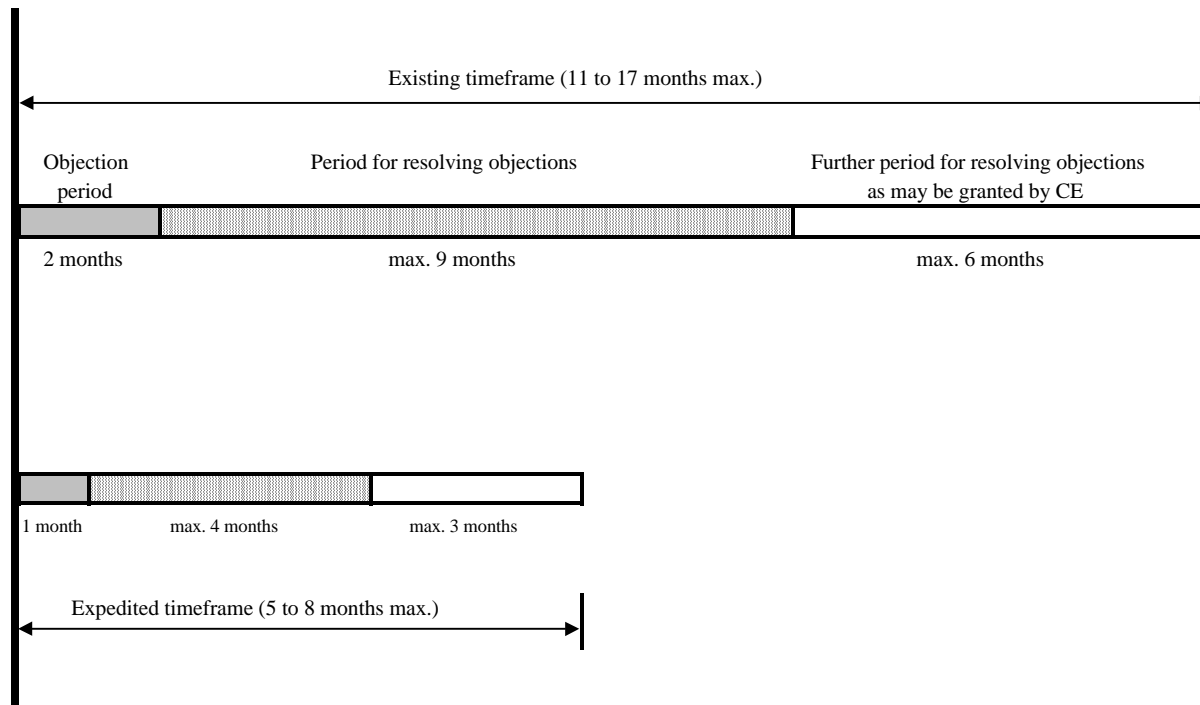 Existing timeframe (11 to 17 months max.)
Objection
period
Period for resolving objections
Further period for resolving objections
as may be granted by CE
2 months
max. 9 months
max. 6 months
1 month
max. 4 months
max. 3 months
Expedited timeframe (5 to 8 months max.)